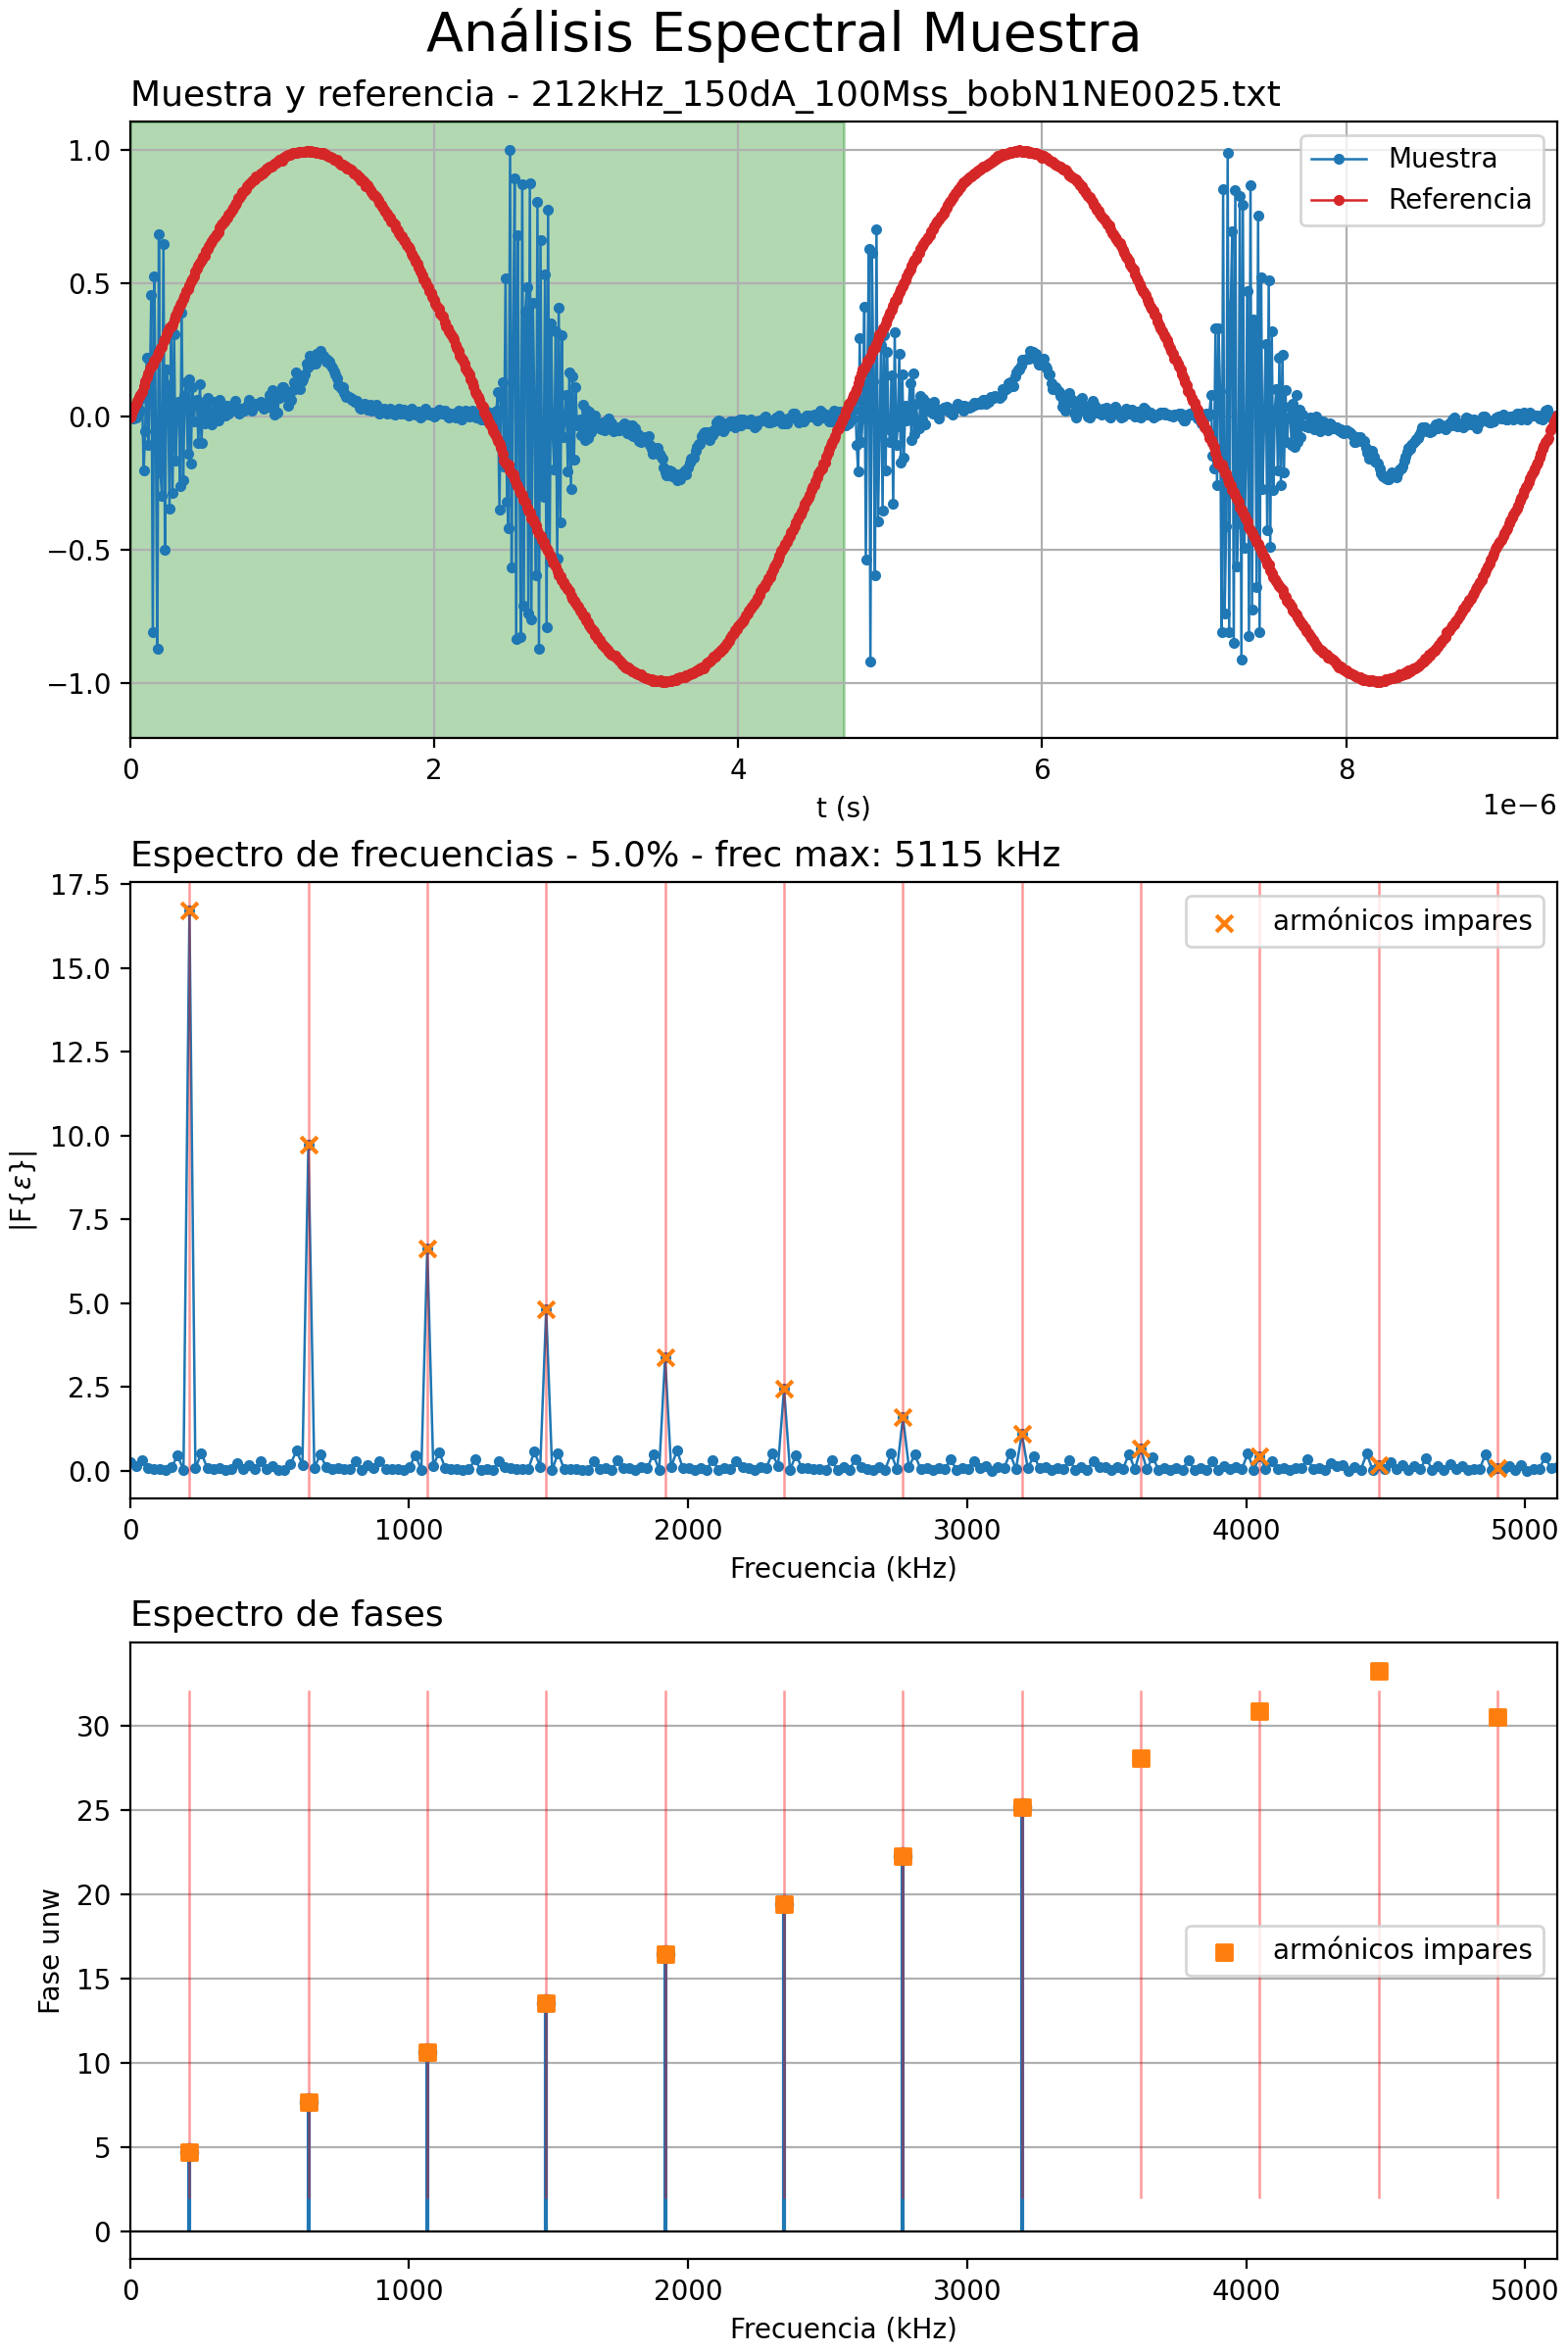 Análisis Espectral Muestra
Muestra y referencia - 212kHz_150dA_100Mss_bobN1NE0025.txt
1.0
0.5
0.0
−0.5
−1.0
Muestra
Referencia
0 2 4 6 8
t (s)
1e−6
Espectro de frecuencias - 5.0% - frec max: 5115 kHz
17.5
15.0
12.5
10.0
7.5
5.0
2.5
0.0
|F{ε}|
armónicos impares
0 1000 2000 3000 4000 5000
Frecuencia (kHz)
Espectro de fases
30
25
20
15
10
5
0
Fase unw
armónicos impares
0 1000 2000 3000 4000 5000
Frecuencia (kHz)